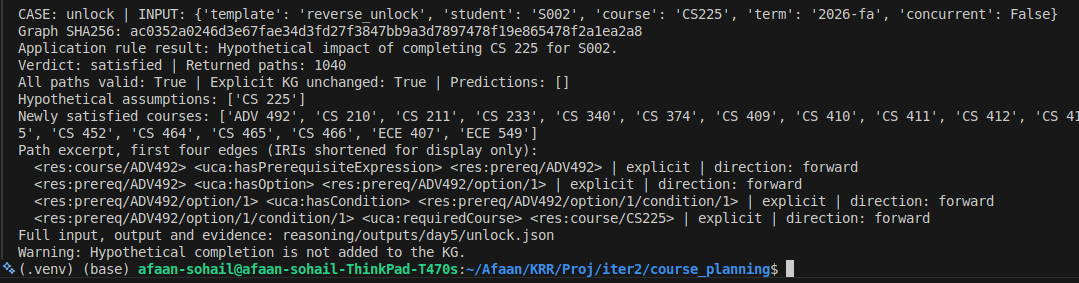 CASE: unlock | INPUT: {'template': 'reverse_unlock', 'student': 'S002', 'course': 'CS225', 'term': '2026-fa', 'concurrent': False}
Graph SHA256: ac0352a0246d3e67fae34d3fd27f3847bb9a3d7897478f19e865478f2a1ea2a8
Application rule result: Hypothetical impact of completing CS 225 for S002.
Verdict: satisfied | Returned paths: 1040
All paths valid: True | Explicit KG unchanged: True | Predictions: []
Hypothetical assumptions: ['CS 225']
Newly satisfied courses: ['ADV 492', 'CS 210', 'CS 211', 'CS 233', 'CS 340', 'CS 374', 'CS 409', 'CS 410', 'CS 411', 'CS 412', 'CS 41
5', 'CS 452', 'CS 464', 'CS 465', 'CS 466', 'ECE 407', 'ECE 549']
Path excerpt, first four edges (IRIs shortened for display only):
<res:course/ADV492> <uca:hasPrerequisiteExpression> <res:prereq/ADV492> | explicit | direction: forward
<res:prereq/ADV492> <uca:hasOption> <res:prereq/ADV492/option/1> | explicit | direction: forward
<res:prereq/ADV492/option/1> <uca:hasCondition> <res:prereq/ADV492/option/1/condition/1> | explicit | direction: forward
<res:prereq/ADV492/option/1/condition/1> <uca:requiredCourse> <res:course/CS225> | explicit | direction: forward
Full input, output and evidence: reasoning/outputs/day5/unlock.json
Warning: Hypothetical completion is not added to the KG.
(.venv) (base) afaan-sohail@afaan-sohail-ThinkPad-T470s:~/Afaan/KRR/Proj/iter2/course_planning$